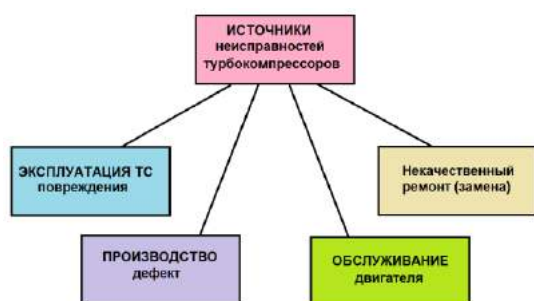 ИСТОЧНИКИ
неисправностей
турбокомпрессоров
ЭКСПЛУАТАЦИЯ ТС
повреждения
Некачественный
ремонт (замена)
ПРОИЗВОДСТВО
дефект
ОБСЛУЖИВАНИЕ
двигателя